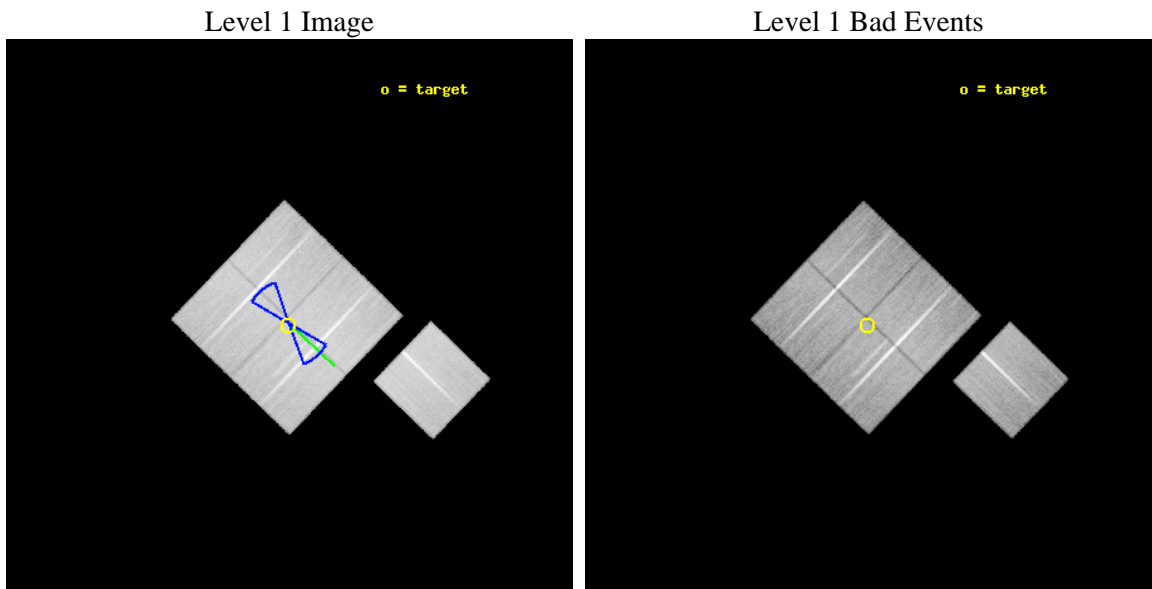 Level 1 Image
Level 1 Bad Events
o = target
o = target